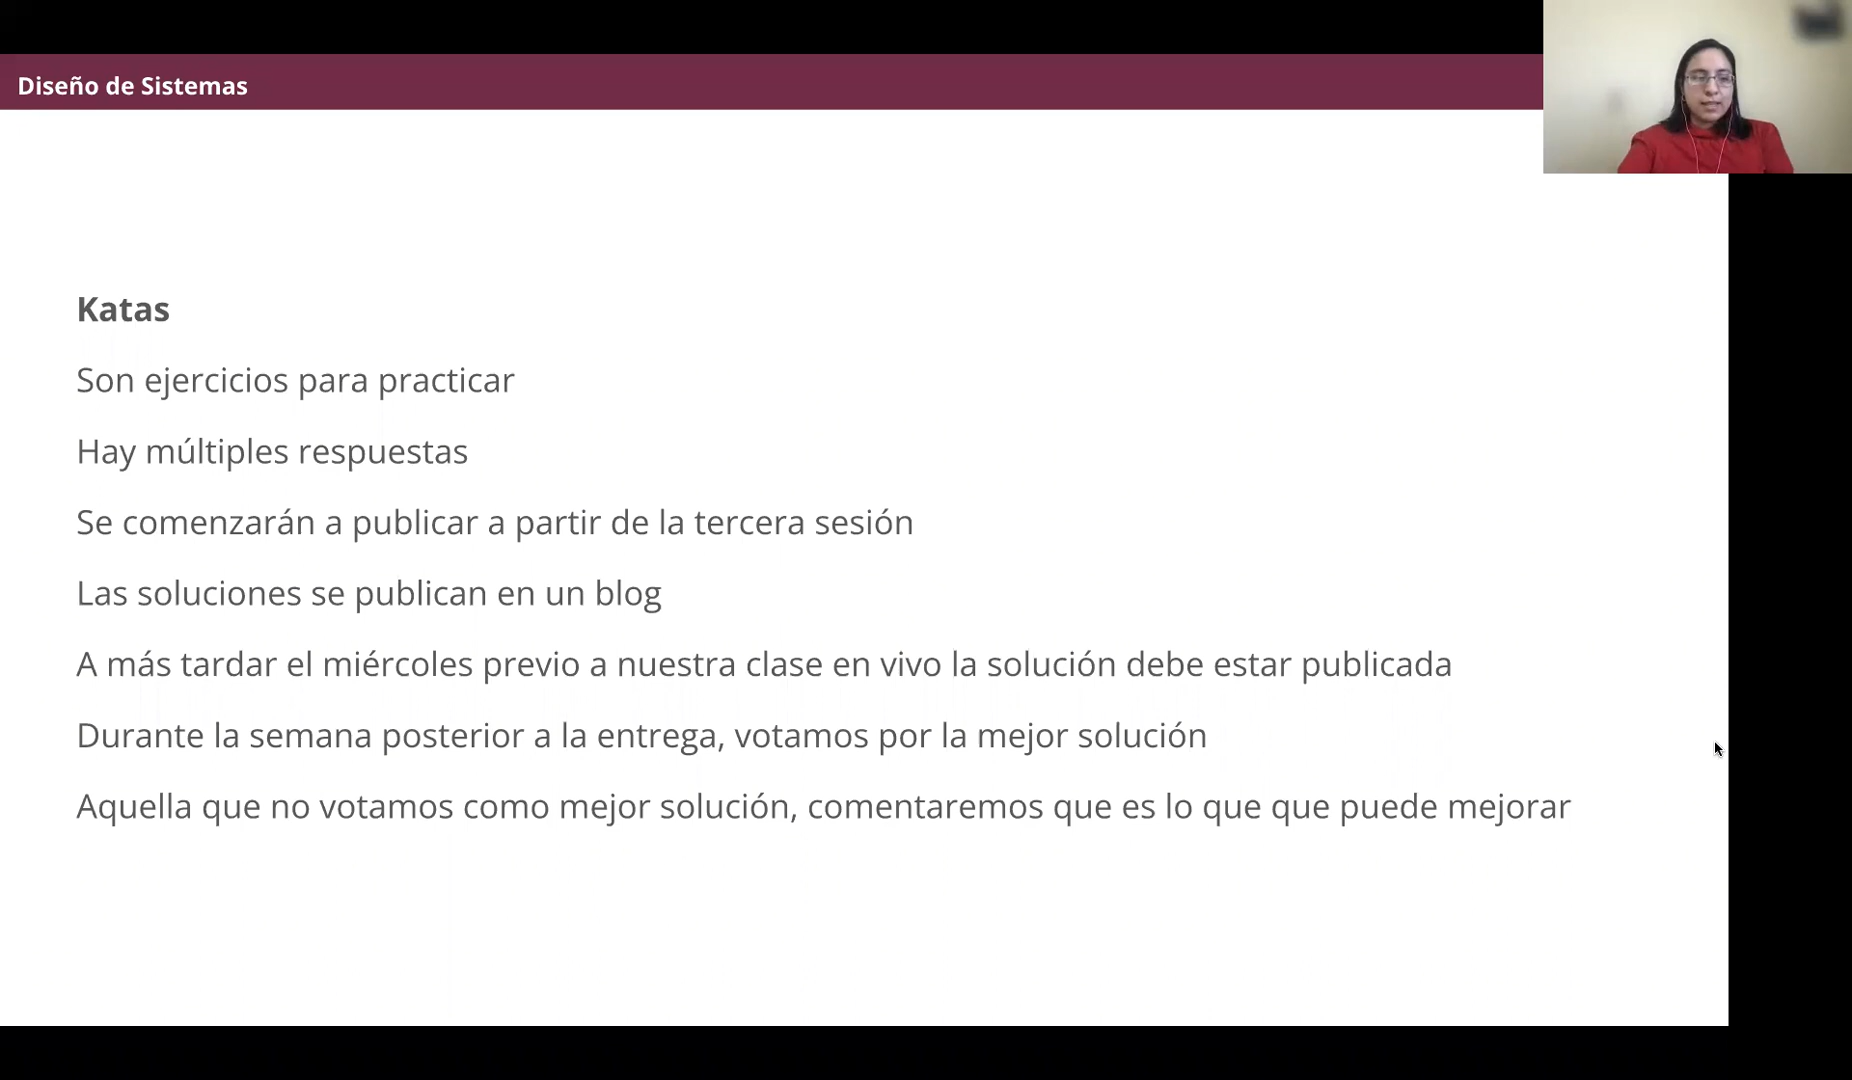 Diseño de Sistemas
Katas
Son ejercicios para practicar
Hay múltiples respuestas
Se comenzarán a publicar a partir de la tercera sesión
Las soluciones se publican en un blog
A más tardar el miércoles previo a nuestra clase en vivo la solución debe estar publicada
Durante la semana posterior a la entrega, votamos por la mejor solución
Aquella que no votamos como mejor solución, comentaremos que es lo que que puede mejorar